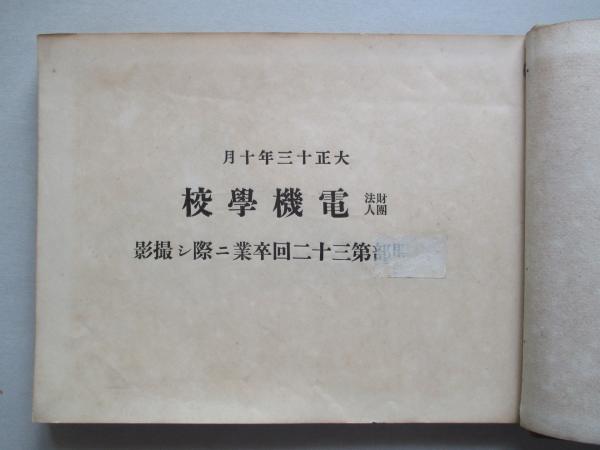 大正十三年十月
財團法人 電機學校
部第三十二回卒業ニ際シ撮影